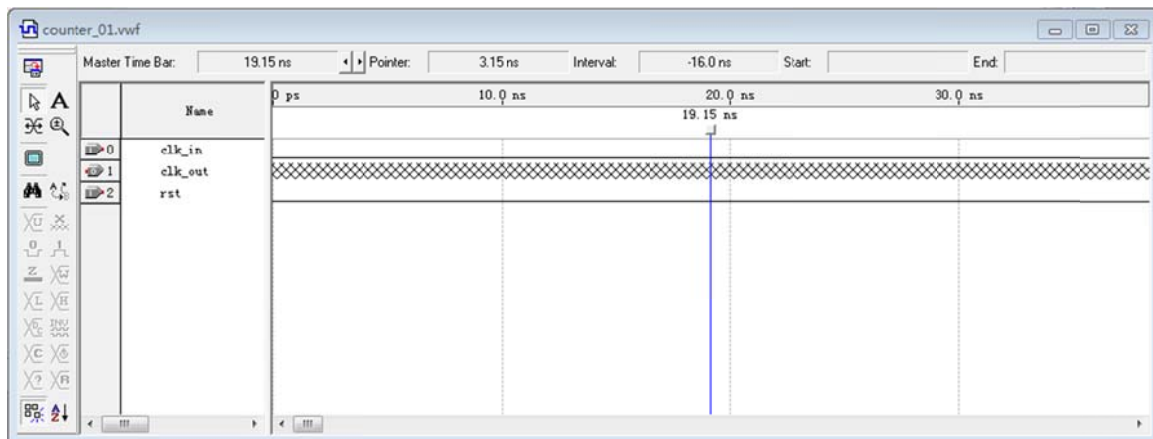 counter_01.vwf
Master Time Bar: 19.15 ns Pointer: 3.15 ns Interval: -16.0 ns Start: End:
Name
0 ps 10.0 ns 20.0 ns 30.0 ns
19.15 ns
0 clk_in
1 clk_out
2 rst